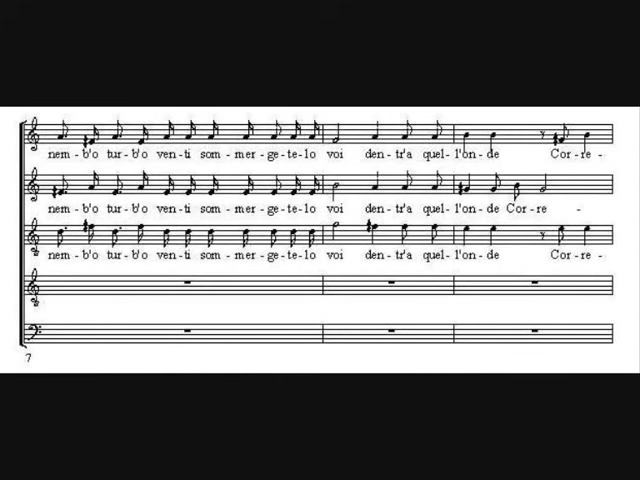 nem - b'o tur - b'o ven - ti som - mer - ge - te - lo voi den - tr'a quel - l'on - de Cor - re -
nem - b'o tur - b'o ven - ti som - mer - ge - te - lo voi den - tr'a quel - l'on - de Cor - re -
nem - b'o tur - b'o ven - ti som - mer - ge - te - lo voi den - tr'a quel - l'on - de Cor - re -
7